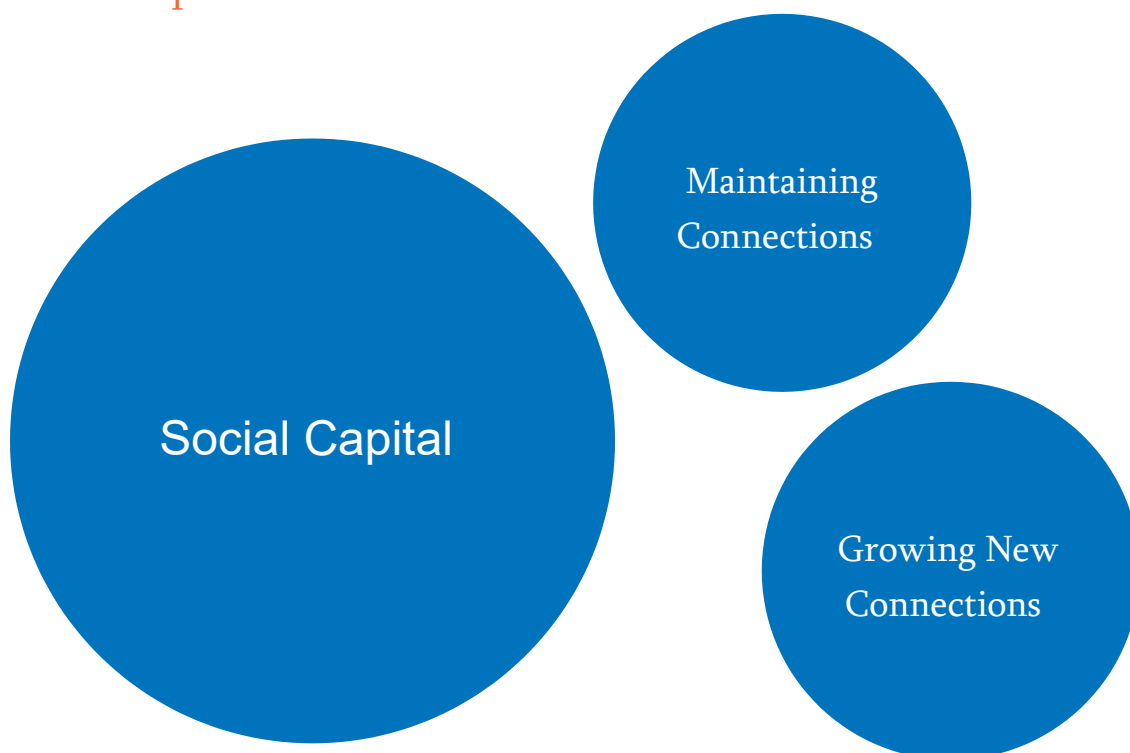 Social Capital
Maintaining
Connections
Growing New
Connections